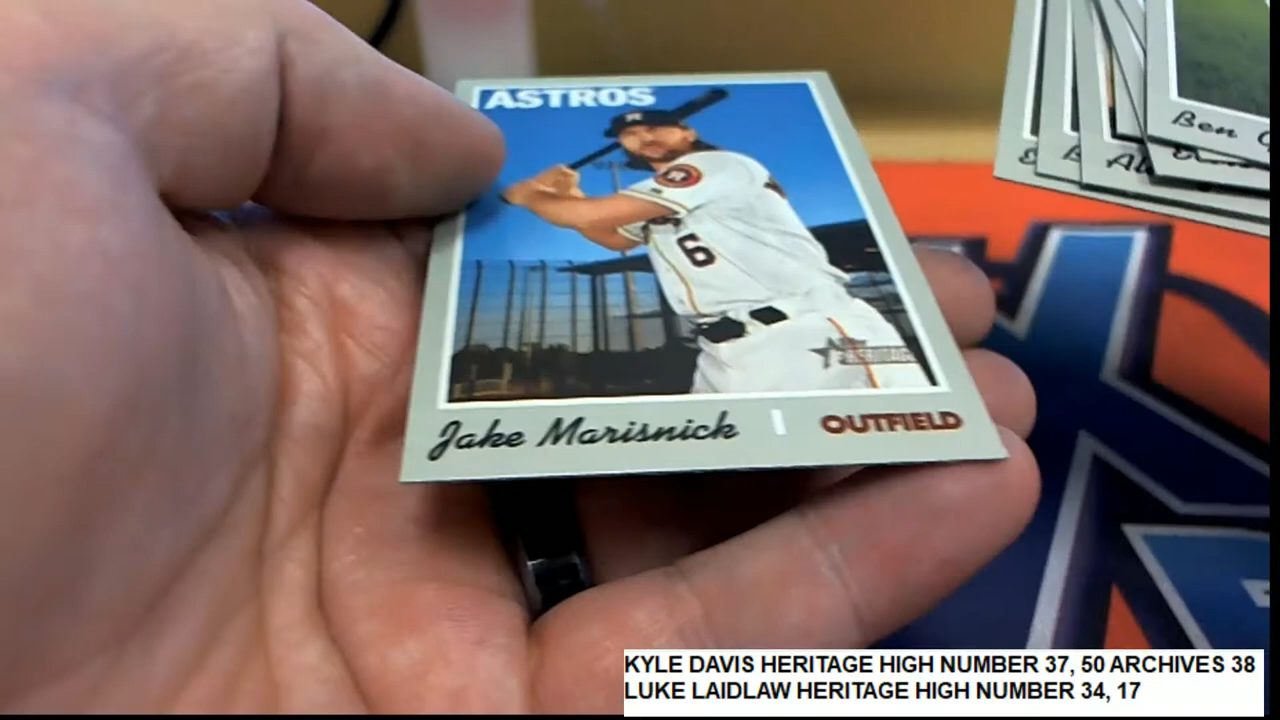 ASTROS
6
Jake Marisnick | OUTFIELD
Ben
KYLE DAVIS HERITAGE HIGH NUMBER 37, 50 ARCHIVES 38
LUKE LAIDLAW HERITAGE HIGH NUMBER 34, 17